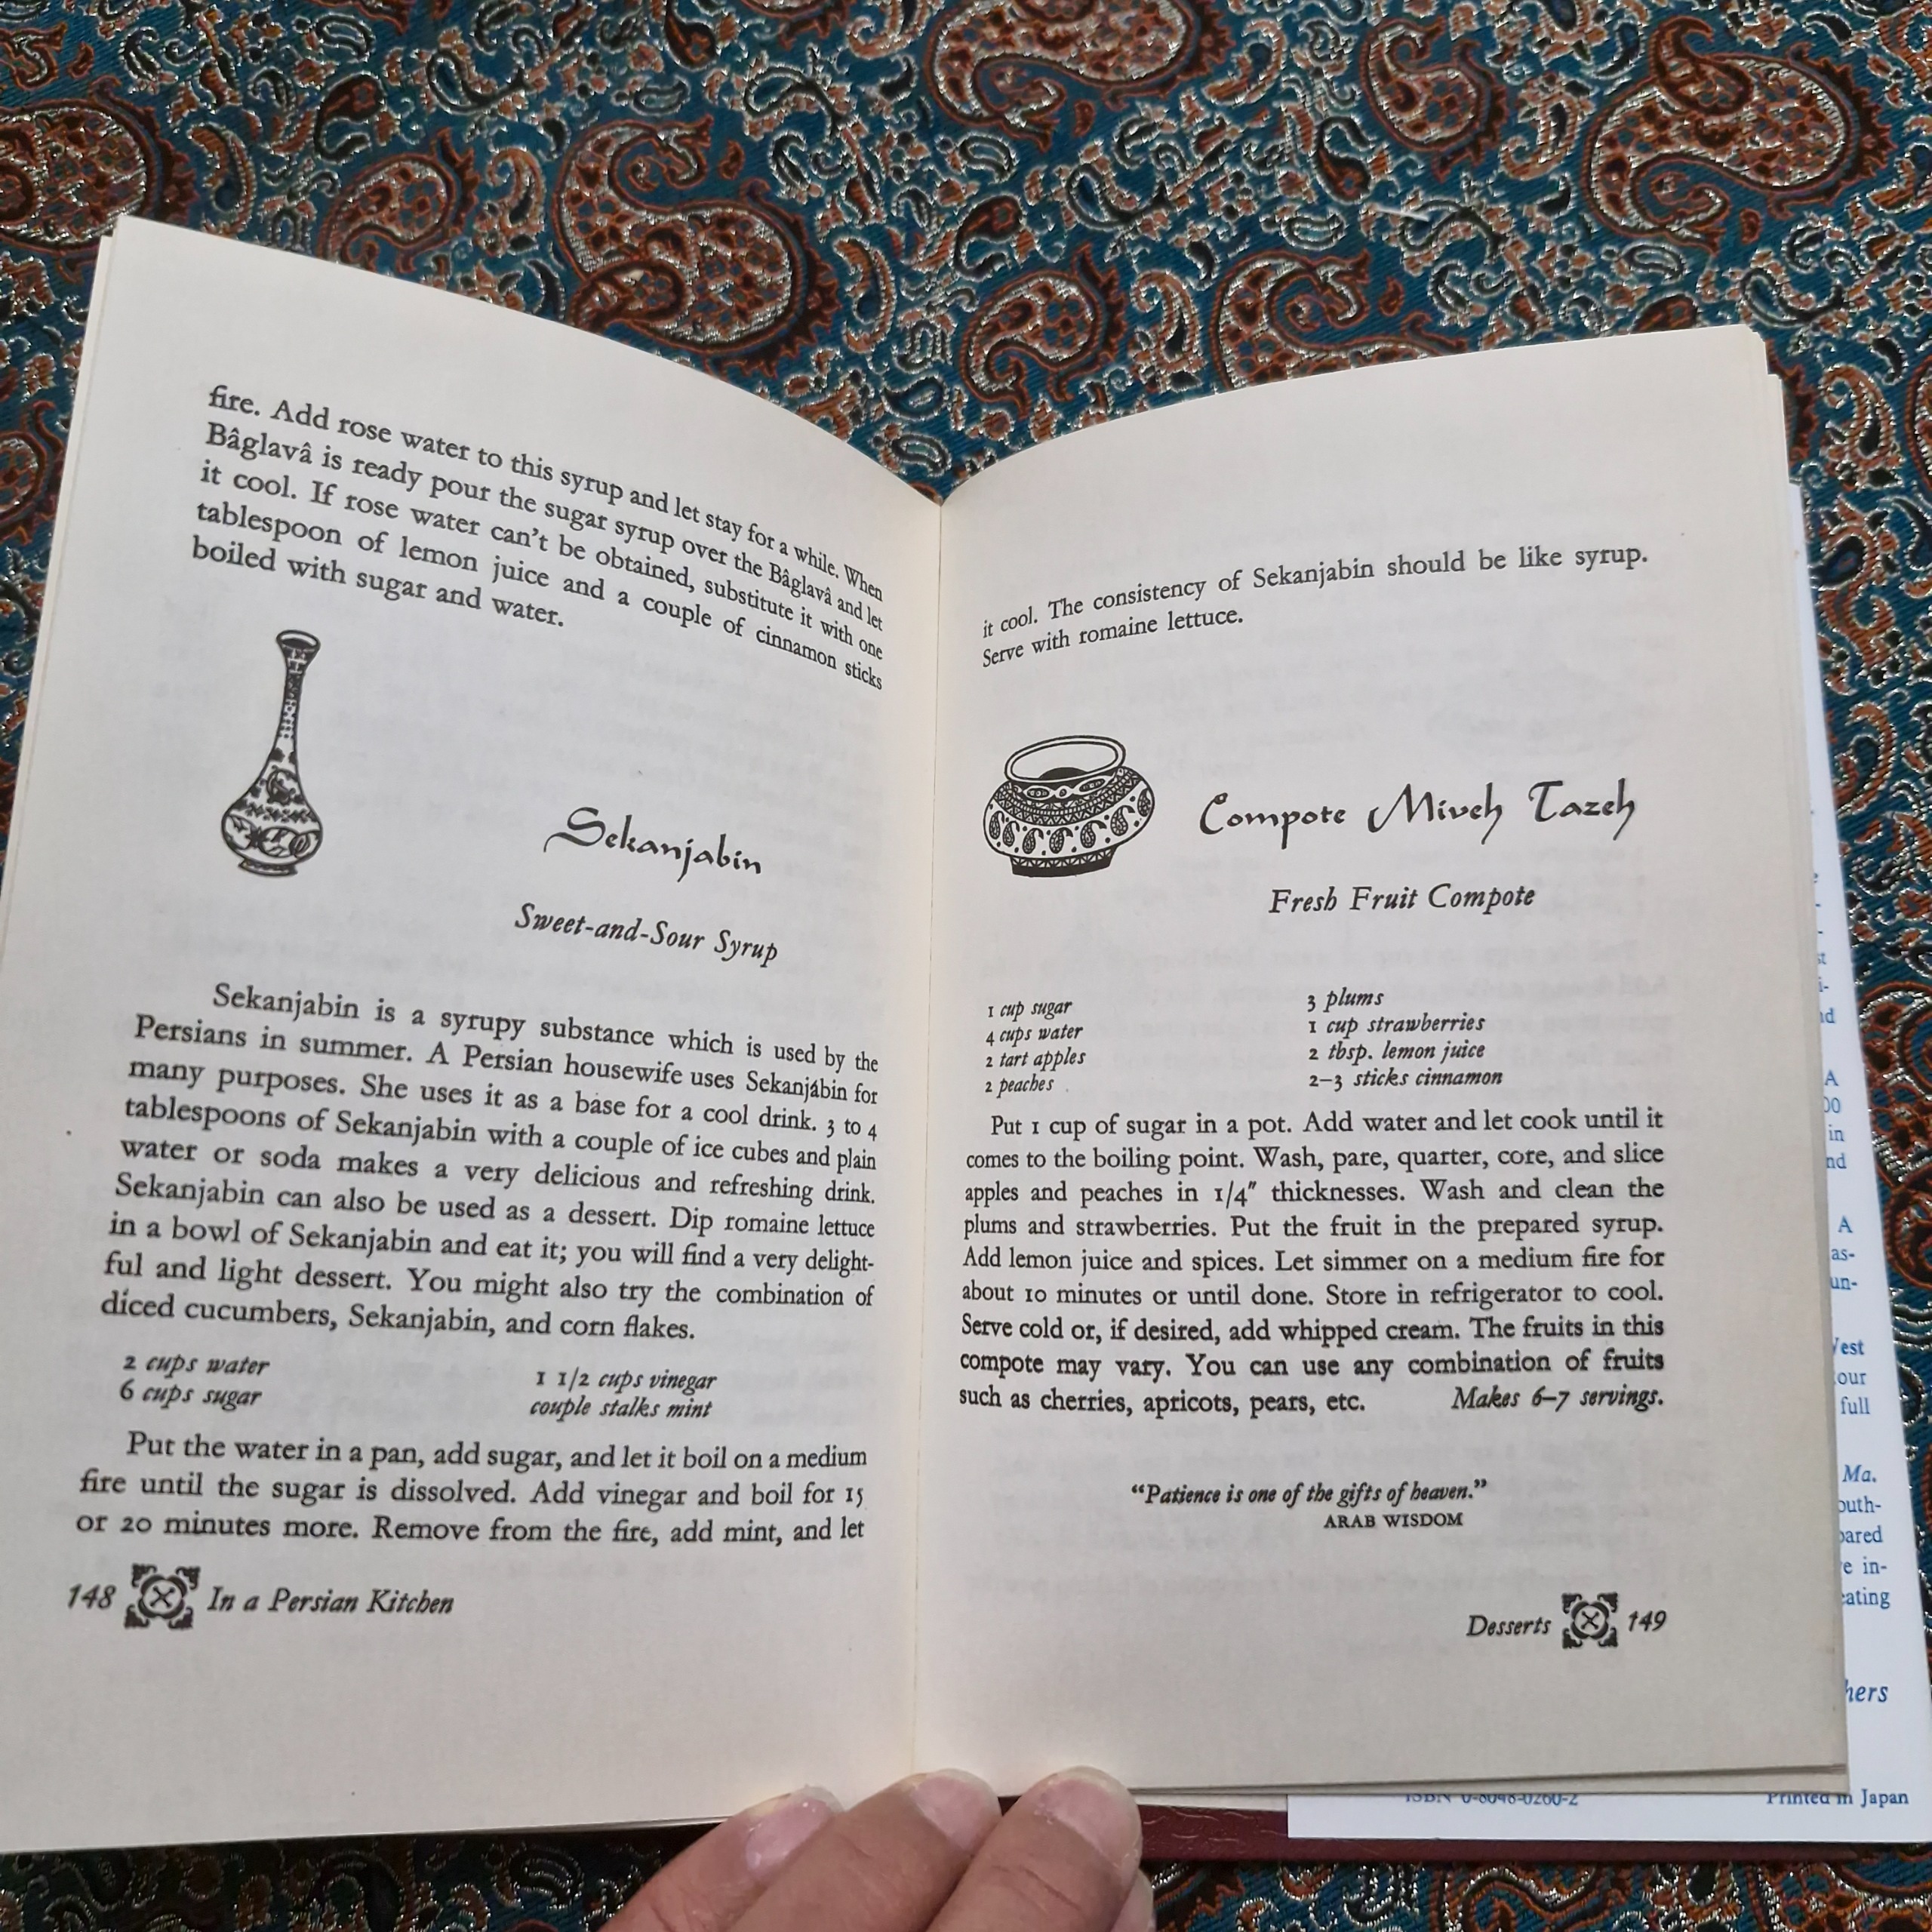 fire. Add rose water to this syrup and let stay for a while. When
Bâglavâ is ready pour the sugar syrup over the Bâglavâ and let
it cool. If rose water can't be obtained, substitute it with one
tablespoon of lemon juice and a couple of cinnamon sticks
boiled with sugar and water.
Sekanjabin
Sweet-and-Sour Syrup
Sekanjabin is a syrupy substance which is used by the
Persians in summer. A Persian housewife uses Sekanjabin for
many purposes. She uses it as a base for a cool drink. 3 to 4
tablespoons of Sekanjabin with a couple of ice cubes and plain
water or soda makes a very delicious and refreshing drink.
Sekanjabin can also be used as a dessert. Dip romaine lettuce
in a bowl of Sekanjabin and eat it; you will find a very delight-
ful and light dessert. You might also try the combination of
diced cucumbers, Sekanjabin, and corn flakes.
2 cups water
6 cups sugar
1 1/2 cups vinegar
couple stalks mint
Put the water in a pan, add sugar, and let it boil on a medium
fire until the sugar is dissolved. Add vinegar and boil for 15
or 20 minutes more. Remove from the fire, add mint, and let
148 In a Persian Kitchen
it cool. The consistency of Sekanjabin should be like syrup.
Serve with romaine lettuce.
Compote Miveh Tazeh
Fresh Fruit Compote
1 cup sugar
4 cups water
2 tart apples
2 peaches
3 plums
1 cup strawberries
2 tbsp. lemon juice
2–3 sticks cinnamon
Put 1 cup of sugar in a pot. Add water and let cook until it
comes to the boiling point. Wash, pare, quarter, core, and slice
apples and peaches in 1/4" thicknesses. Wash and clean the
plums and strawberries. Put the fruit in the prepared syrup.
Add lemon juice and spices. Let simmer on a medium fire for
about 10 minutes or until done. Store in refrigerator to cool.
Serve cold or, if desired, add whipped cream. The fruits in this
compote may vary. You can use any combination of fruits
such as cherries, apricots, pears, etc. Makes 6–7 servings.
"Patience is one of the gifts of heaven."
ARAB WISDOM
Desserts 149
A
in
A
as-
un-
our
full
Ma.
ISBN 0-8048-0260-2
Printed in Japan